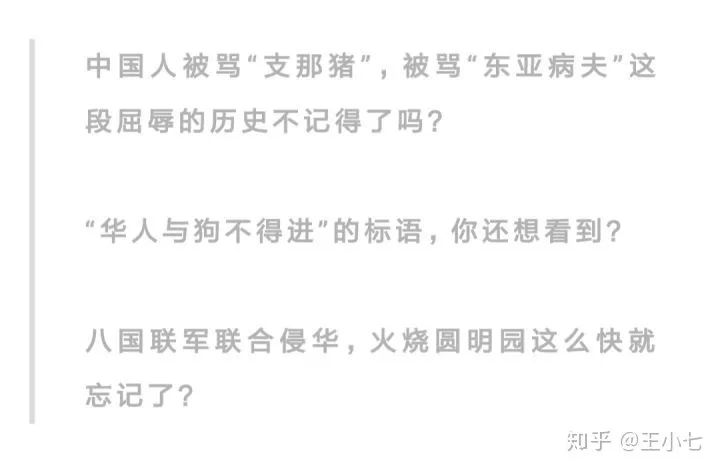 中国人被骂“支那猪”，被骂“东亚病夫”这
段屈辱的历史不记得了吗？
“华人与狗不得进”的标语，你还想看到？
八国联军联合侵华，火烧圆明园这么快就
忘记了？
知乎 @王小七